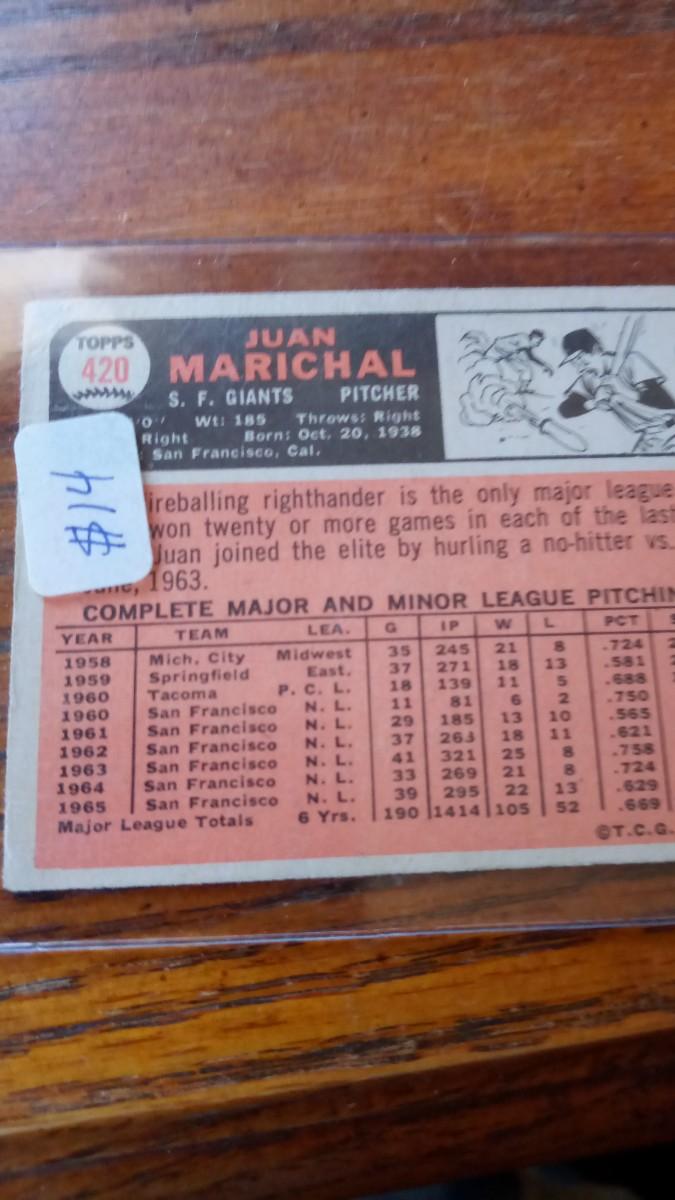 TOPPS
420
JUAN
MARICHAL
S. F. GIANTS PITCHER
Wt: 185 Throws: Right
Right Born: Oct. 20, 1938
San Francisco, Cal.
$14
ireballing righthander is the only major league
won twenty or more games in each of the last
Juan joined the elite by hurling a no-hitter vs.
June, 1963.
COMPLETE MAJOR AND MINOR LEAGUE PITCHIN
YEAR TEAM LEA. G IP W L PCT
1958 Mich. City Midwest 35 245 21 8 .724
1959 Springfield East. 37 271 18 13 .581
1960 Tacoma P. C. L. 18 139 11 5 .688
1960 San Francisco N. L. 11 81 6 2 .750
1961 San Francisco N. L. 29 185 13 10 .565
1962 San Francisco N. L. 37 263 18 11 .621
1963 San Francisco N. L. 41 321 25 8 .758
1964 San Francisco N. L. 33 269 21 8 .724
1965 San Francisco N. L. 39 295 22 13 .629
Major League Totals 6 Yrs. 190 1414 105 52 .669
©T.C.G.